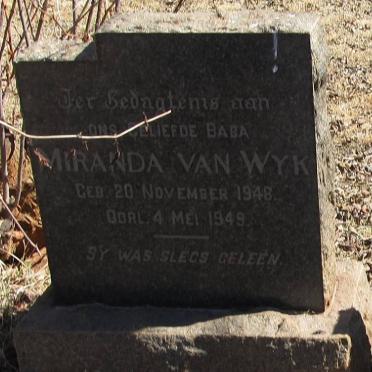 Ter Gedagtenis aan
ons geliefde Baba
MIRANDA VAN WYK
GEB. 20 NOVEMBER 1948.
OORL. 4 MEI 1949.
SY WAS SLEGS GELEEN.